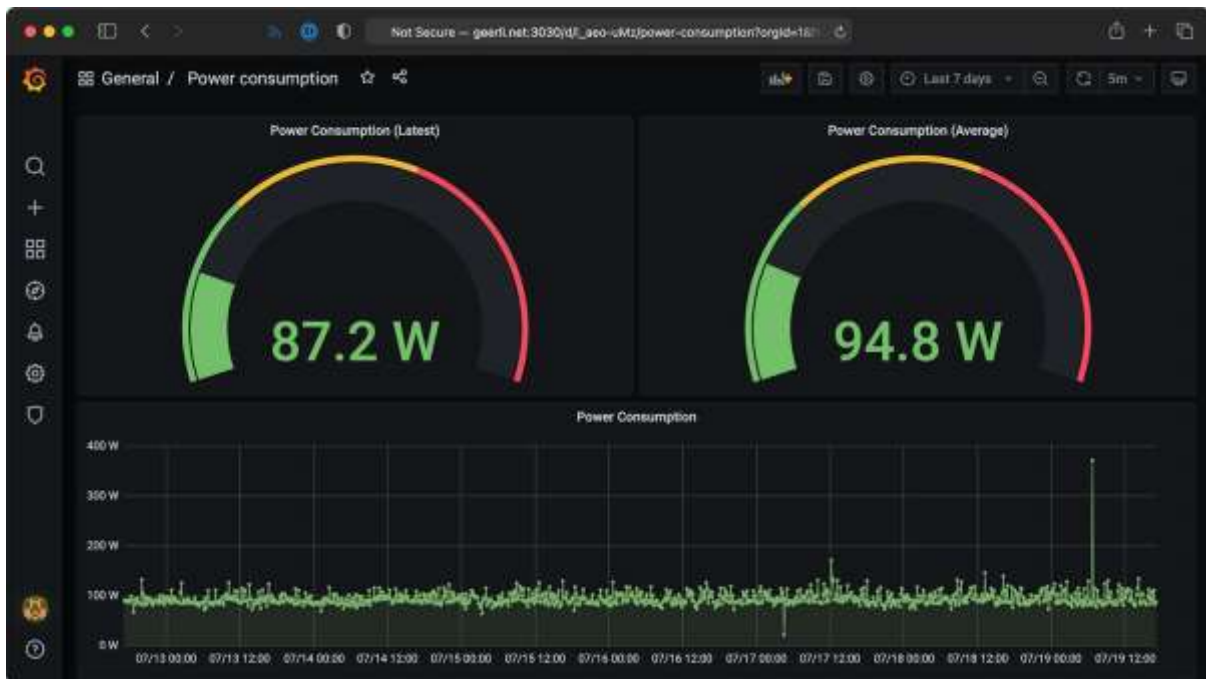 Not Secure — geerli.net:3030/d/I_aeo-uMz/power-consumption?orgId=1&
General / Power consumption
Last 7 days
5m
Power Consumption (Latest)
87.2 W
Power Consumption (Average)
94.8 W
Power Consumption
400 W
300 W
200 W
100 W
0 W
07/13 00:00 07/13 12:00 07/14 00:00 07/14 12:00 07/15 00:00 07/15 12:00 07/16 00:00 07/16 12:00 07/17 00:00 07/17 12:00 07/18 00:00 07/18 12:00 07/19 00:00 07/19 12:00